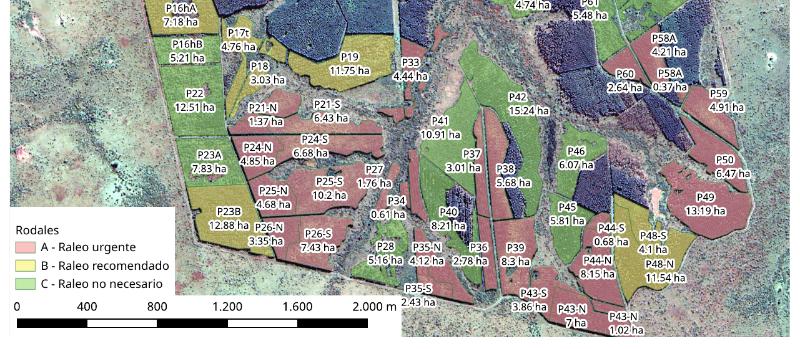 P16hA
7.18 ha
P17t
4.76 ha
4.74 ha
P61
5.48 ha
P16hB
5.21 ha
P18
3.03 ha
P19
11.75 ha
P33
4.44 ha
P58A
4.21 ha
P60
2.64 ha
P58A
0.37 ha
P59
4.91 ha
P22
12.51 ha
P21-N
1.37 ha
P21-S
6.43 ha
P41
10.91 ha
P42
15.24 ha
P23A
7.83 ha
P24-N
4.85 ha
P24-S
6.68 ha
P27
1.76 ha
P37
3.01 ha
P38
5.68 ha
P46
6.07 ha
P50
6.47 ha
P25-N
4.68 ha
P25-S
10.2 ha
P34
0.61 ha
P40
8.21 ha
P45
5.81 ha
P49
13.19 ha
P23B
12.88 ha
P26-N
3.35 ha
P26-S
7.43 ha
P28
5.16 ha
P35-N
4.12 ha
P36
2.78 ha
P39
8.3 ha
P44-S
0.68 ha
P44-N
8.15 ha
P48-S
4.1 ha
P48-N
11.54 ha
P35-S
2.43 ha
P43-S
3.86 ha
P43-N
7 ha
P43-N
1.02 ha
Rodales
A - Raleo urgente
B - Raleo recomendado
C - Raleo no necesario
0 400 800 1.200 1.600 2.000 m